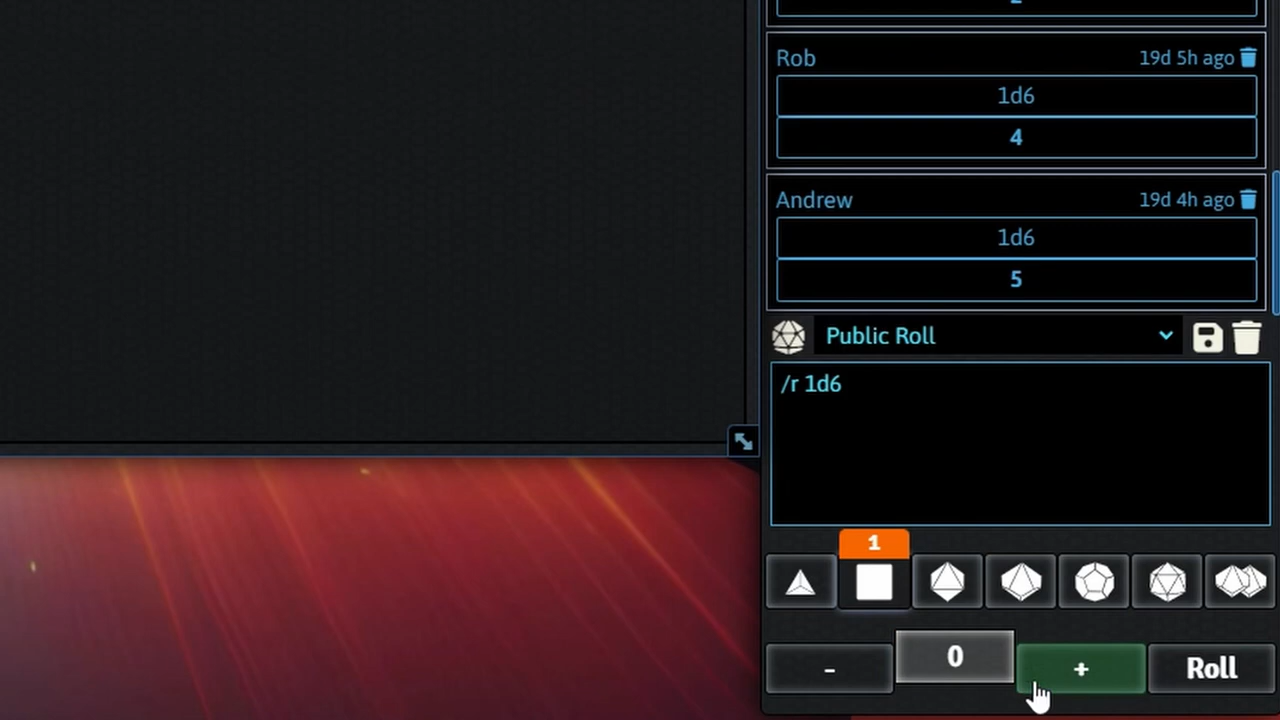 Rob 19d 5h ago
1d6
4
Andrew 19d 4h ago
1d6
5
Public Roll
/r 1d6
1
- 0 + Roll